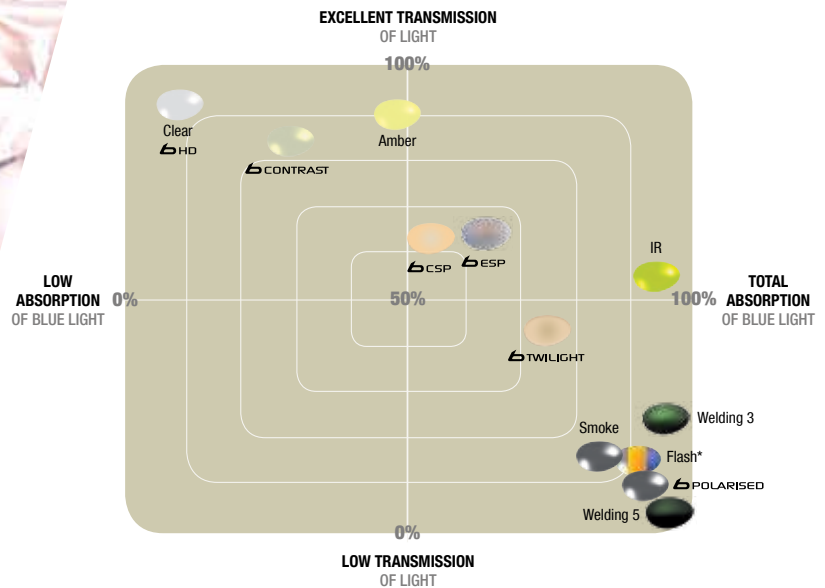 EXCELLENT TRANSMISSION
OF LIGHT
100%
Clear
b HD
b CONTRAST
Amber
b CSP
b ESP
IR
LOW
ABSORPTION
OF BLUE LIGHT
0%
50%
100%
TOTAL
ABSORPTION
OF BLUE LIGHT
b TWILIGHT
Welding 3
Smoke
Flash*
b POLARISED
Welding 5
0%
LOW TRANSMISSION
OF LIGHT